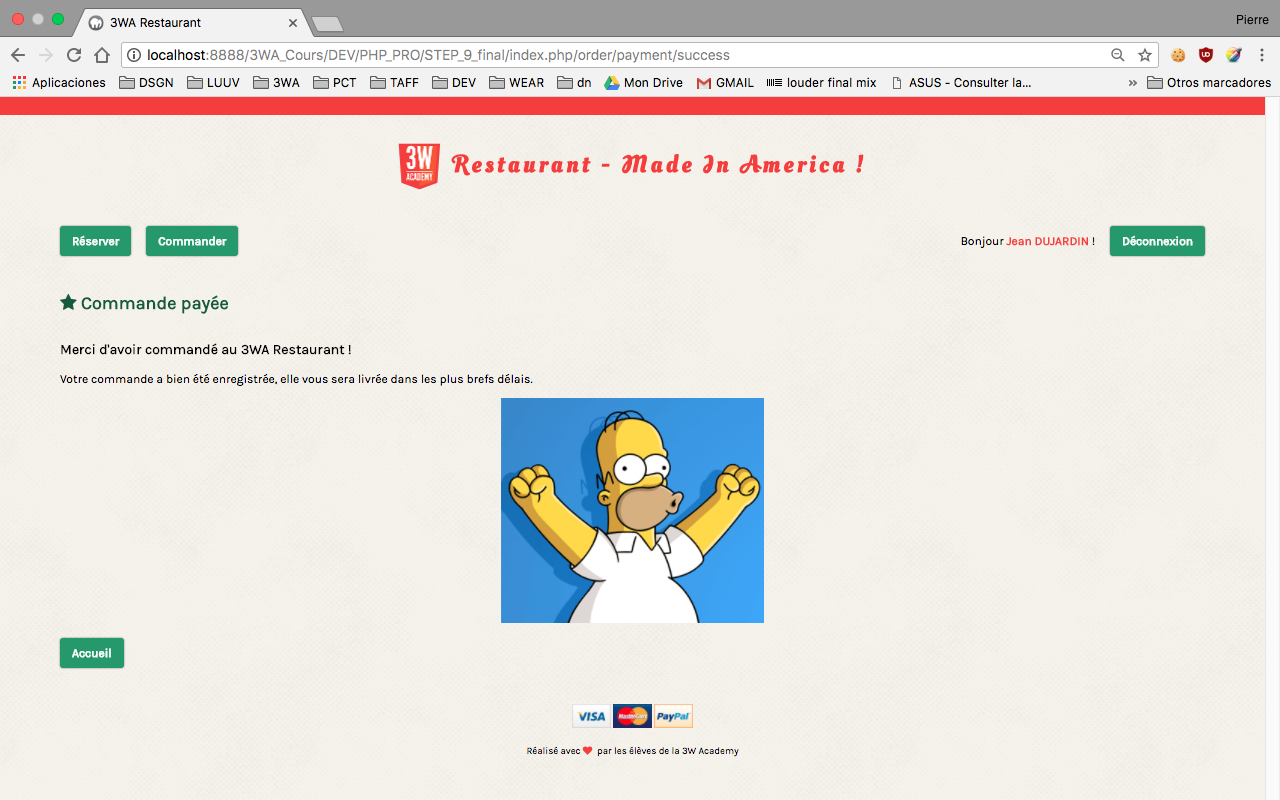 3WA Restaurant
Pierre
localhost:8888/3WA_Cours/DEV/PHP_PRO/STEP_9_final/index.php/order/payment/success
Aplicaciones DSGN LUUV 3WA PCT TAFF DEV WEAR dn Mon Drive GMAIL louder final mix ASUS - Consulter la... » Otros marcadores
3W
ACADEMY
Restaurant - Made In America !
Réserver Commander Bonjour Jean DUJARDIN ! Déconnexion
Commande payée
Merci d'avoir commandé au 3WA Restaurant !
Votre commande a bien été enregistrée, elle vous sera livrée dans les plus brefs délais.
Accueil
VISA MasterCard PayPal
Réalisé avec ❤ par les élèves de la 3W Academy